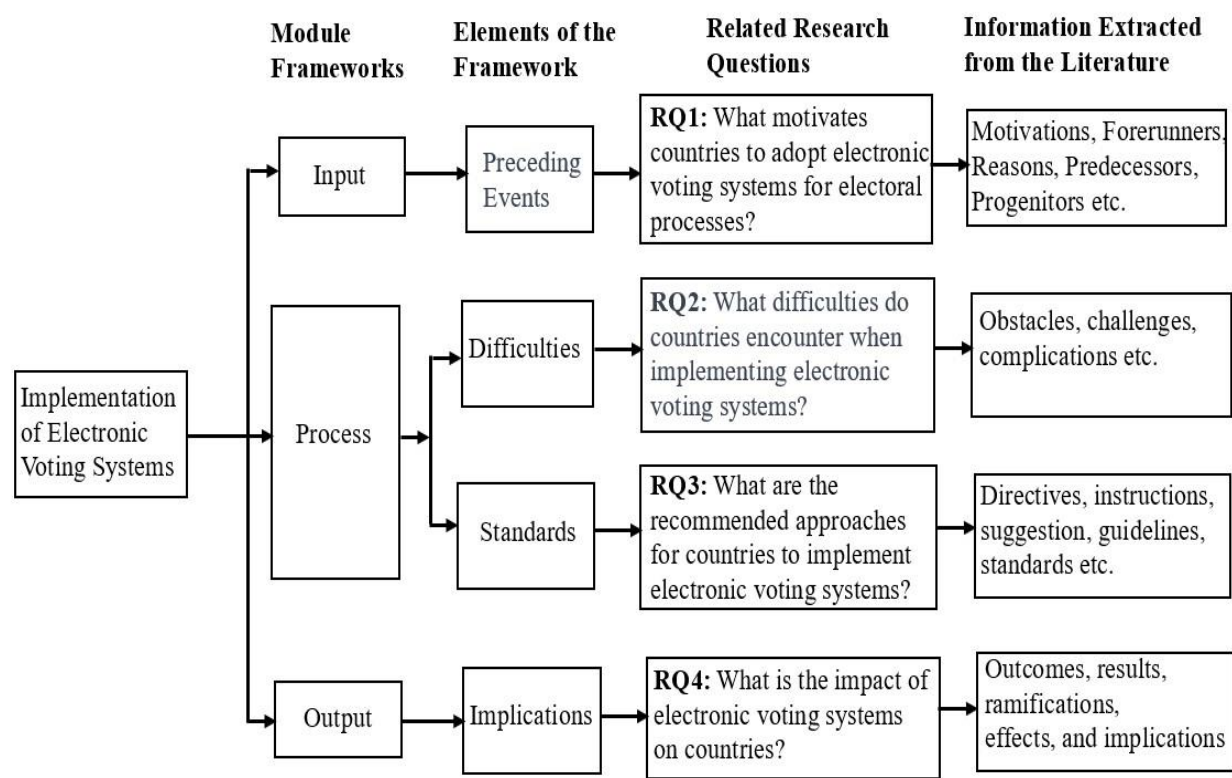 Module
Frameworks
Elements of the
Framework
Related Research
Questions
Information Extracted
from the Literature
Implementation
of Electronic
Voting Systems
Input
Preceding
Events
RQ1: What motivates
countries to adopt electronic
voting systems for electoral
processes?
Motivations, Forerunners,
Reasons, Predecessors,
Progenitors etc.
Process
Difficulties
RQ2: What difficulties do
countries encounter when
implementing electronic
voting systems?
Obstacles, challenges,
complications etc.
Standards
RQ3: What are the
recommended approaches
for countries to implement
electronic voting systems?
Directives, instructions,
suggestion, guidelines,
standards etc.
Output
Implications
RQ4: What is the impact of
electronic voting systems
on countries?
Outcomes, results,
ramifications,
effects, and implications